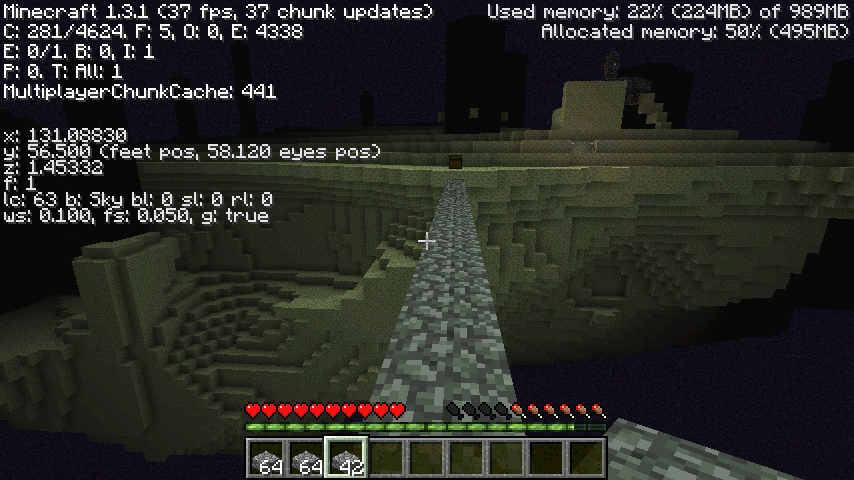 Minecraft 1.3.1 (37 fps, 37 chunk updates)
C: 281/4624. F: 5, O: 0, E: 4338
E: 0/1. B: 0, I: 1
P: 0. T: All: 1
MultiplayerChunkCache: 441
Used memory: 22% (224MB) of 989MB
Allocated memory: 50% (495MB)
x: 131.08830
y: 56.500 (feet pos, 58.120 eyes pos)
z: 1.45332
f: 1
lc: 63 b: Sky bl: 0 sl: 0 rl: 0
ws: 0.100, fs: 0.050, g: true
64 64 42